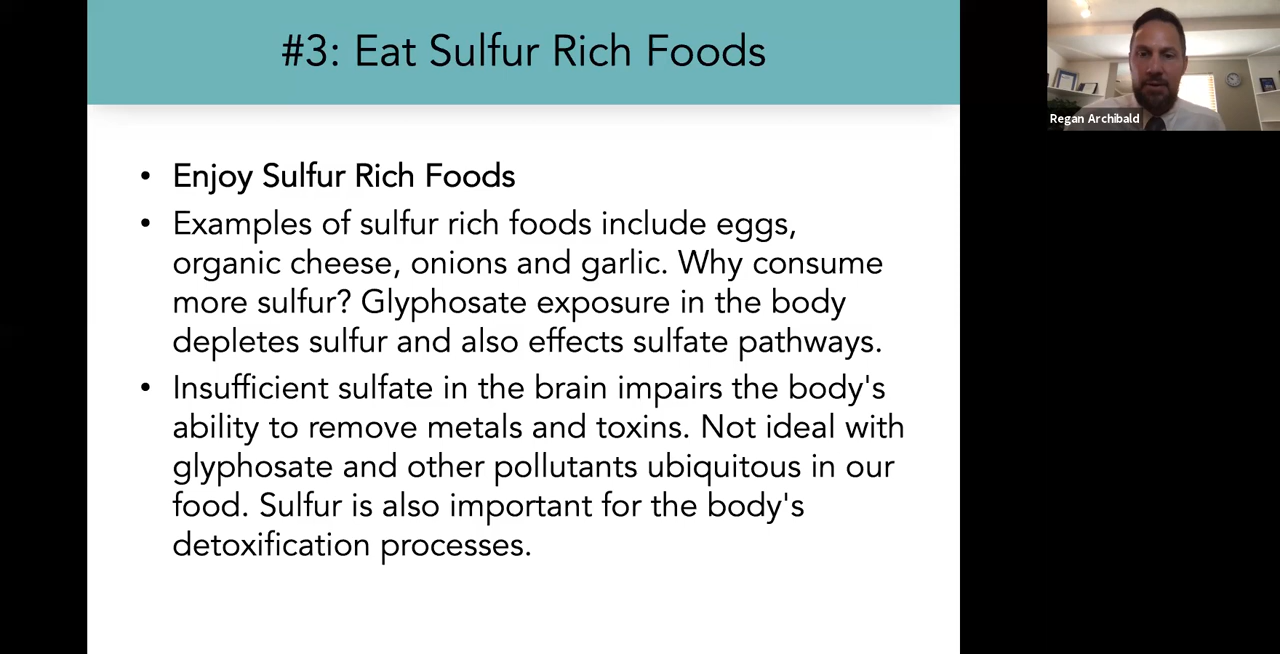 #3: Eat Sulfur Rich Foods
Regan Archibald
• Enjoy Sulfur Rich Foods
• Examples of sulfur rich foods include eggs,
organic cheese, onions and garlic. Why consume
more sulfur? Glyphosate exposure in the body
depletes sulfur and also effects sulfate pathways.
• Insufficient sulfate in the brain impairs the body's
ability to remove metals and toxins. Not ideal with
glyphosate and other pollutants ubiquitous in our
food. Sulfur is also important for the body's
detoxification processes.